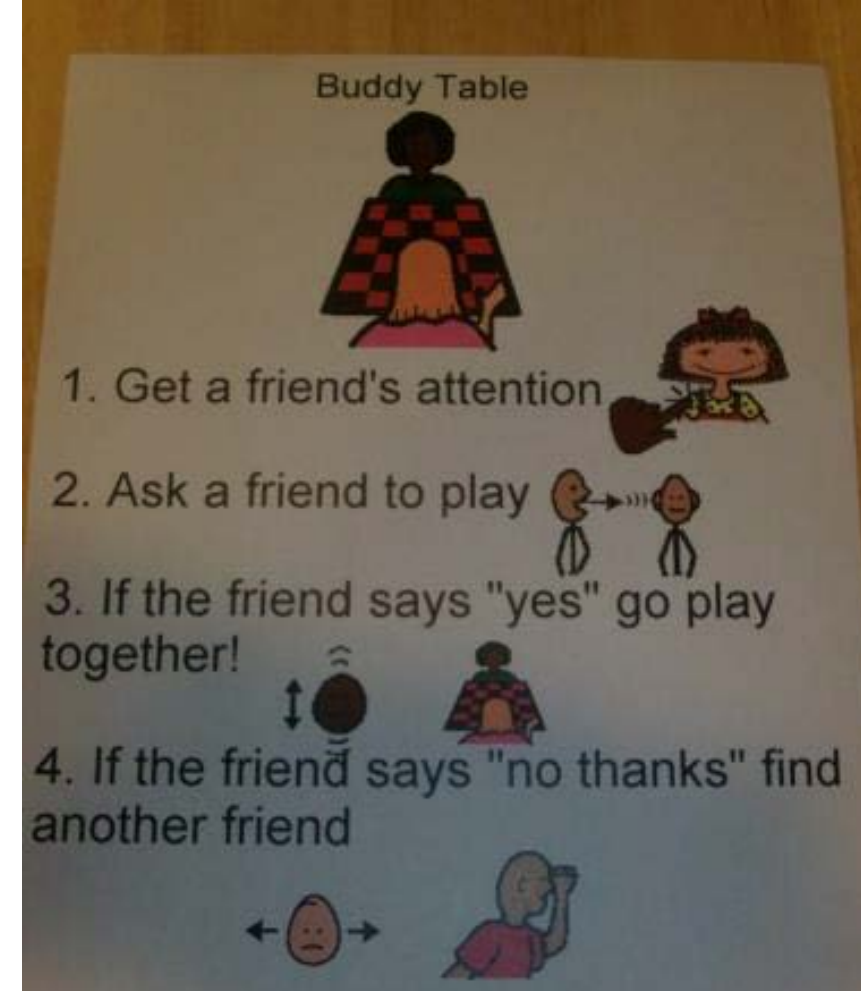 Buddy Table
1. Get a friend's attention
2. Ask a friend to play
3. If the friend says "yes" go play
together!
4. If the friend says "no thanks" find
another friend